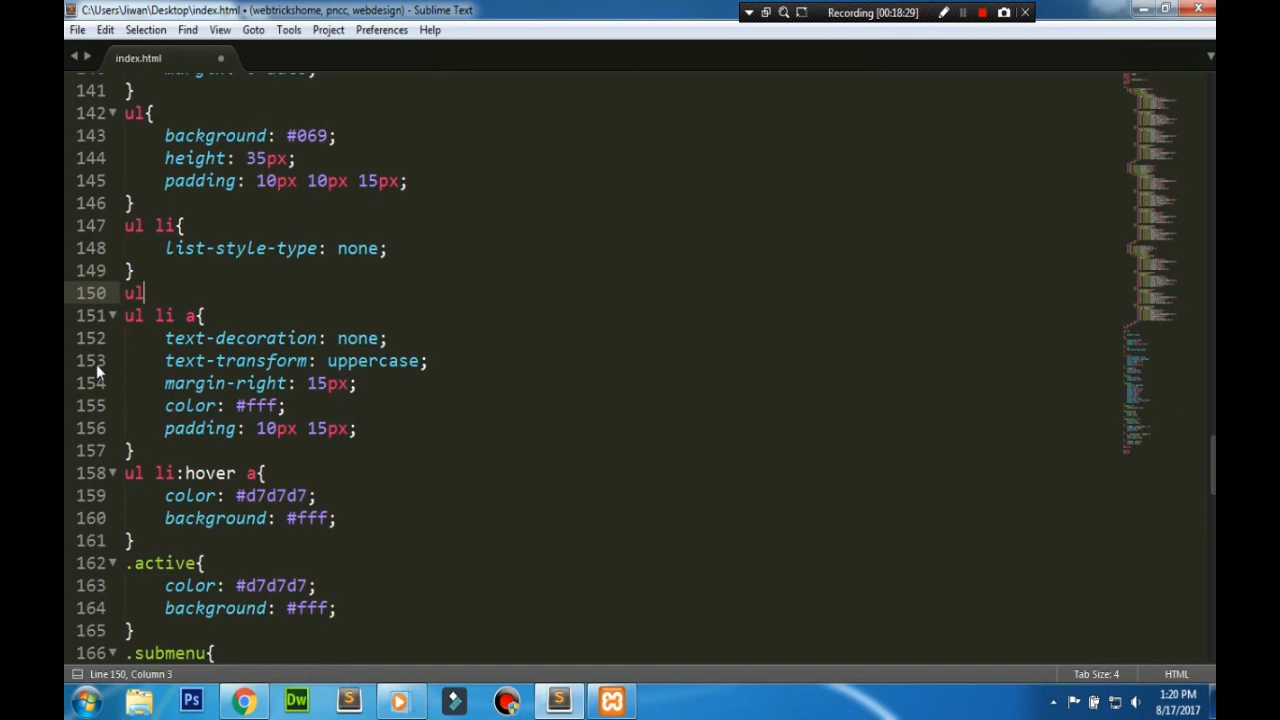 C:\Users\Jiwan\Desktop\index.html • (webtrickshome, pncc, webdesign) - Sublime Text
Recording [00:18:29]
File Edit Selection Find View Goto Tools Project Preferences Help
index.html
141 }
142 ul{
143 background: #069;
144 height: 35px;
145 padding: 10px 10px 15px;
146 }
147 ul li{
148 list-style-type: none;
149 }
150 ul
151 ul li a{
152 text-decoration: none;
153 text-transform: uppercase;
154 margin-right: 15px;
155 color: #fff;
156 padding: 10px 15px;
157 }
158 ul li:hover a{
159 color: #d7d7d7;
160 background: #fff;
161 }
162 .active{
163 color: #d7d7d7;
164 background: #fff;
165 }
166 .submenu{
Line 150, Column 3
Tab Size: 4
HTML
Ps
Dw
S
S
1:20 PM
8/17/2017